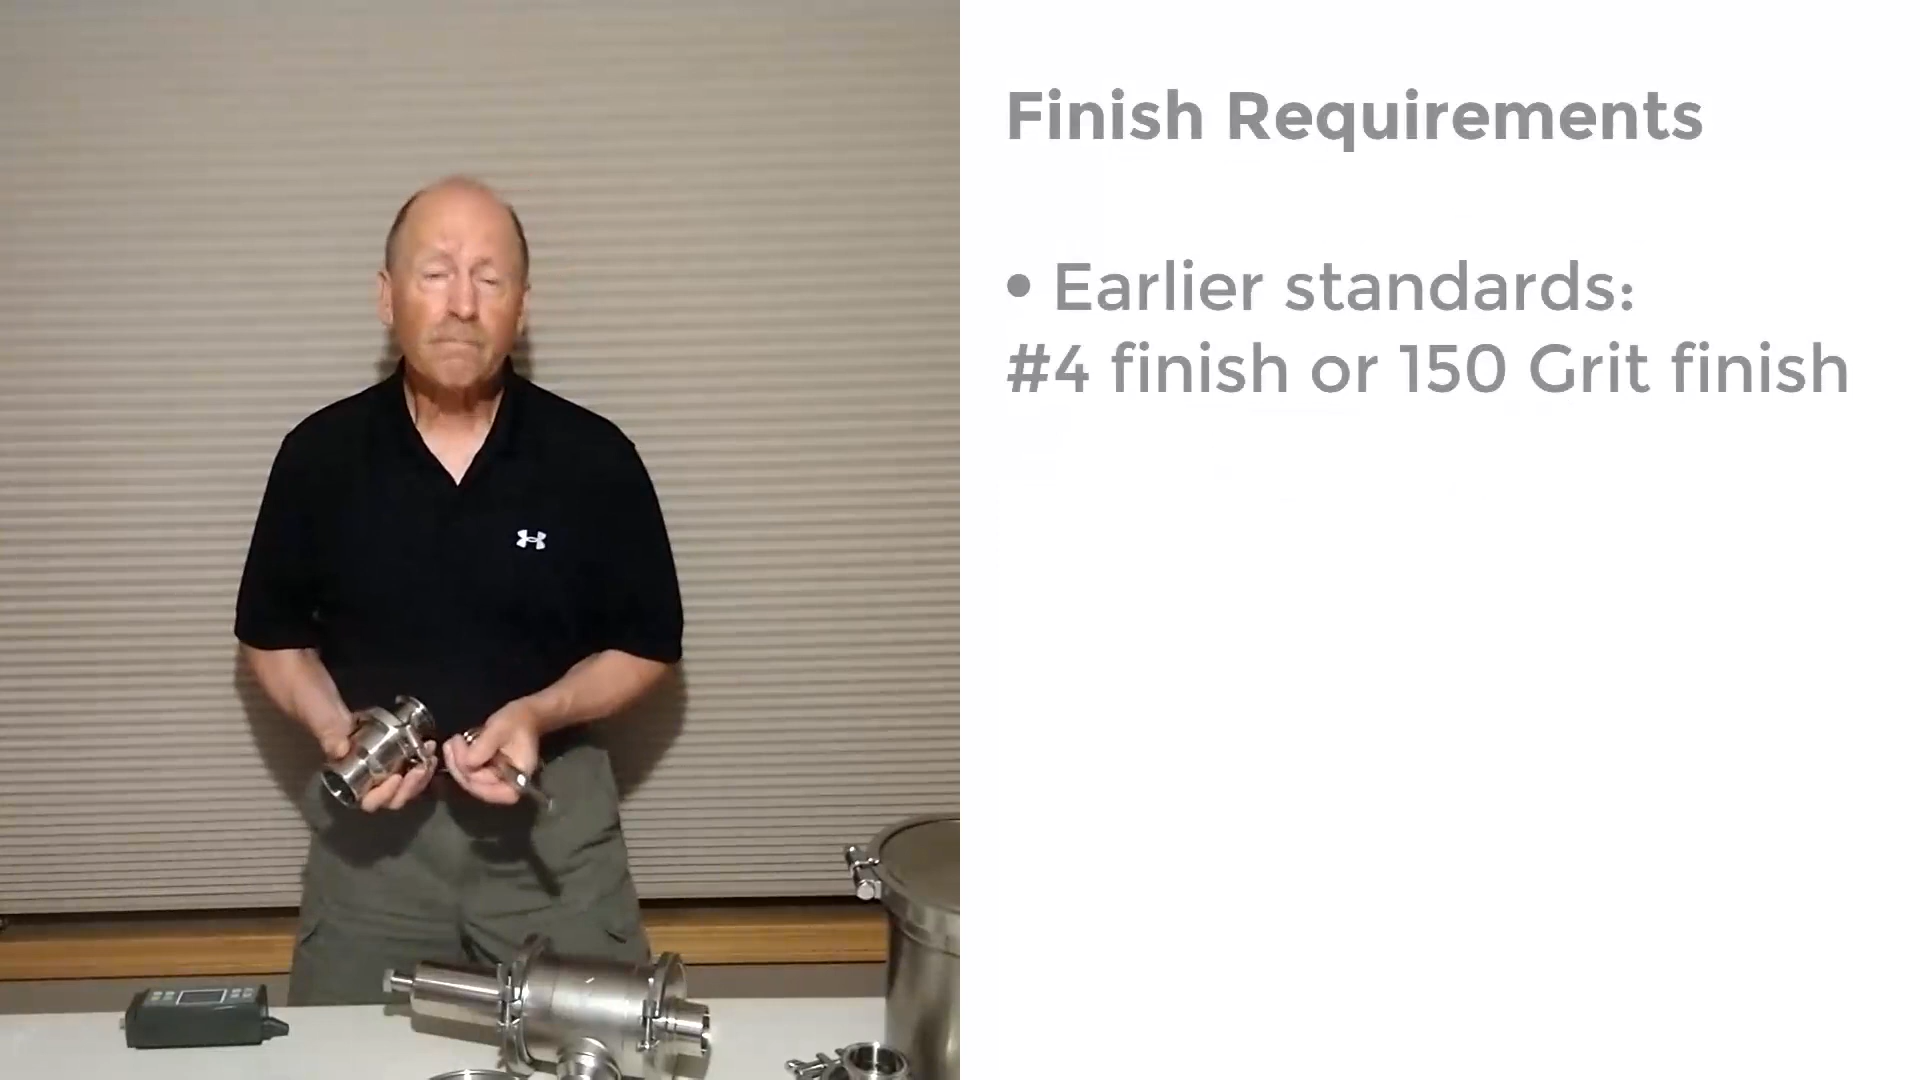 Finish Requirements
• Earlier standards:
#4 finish or 150 Grit finish